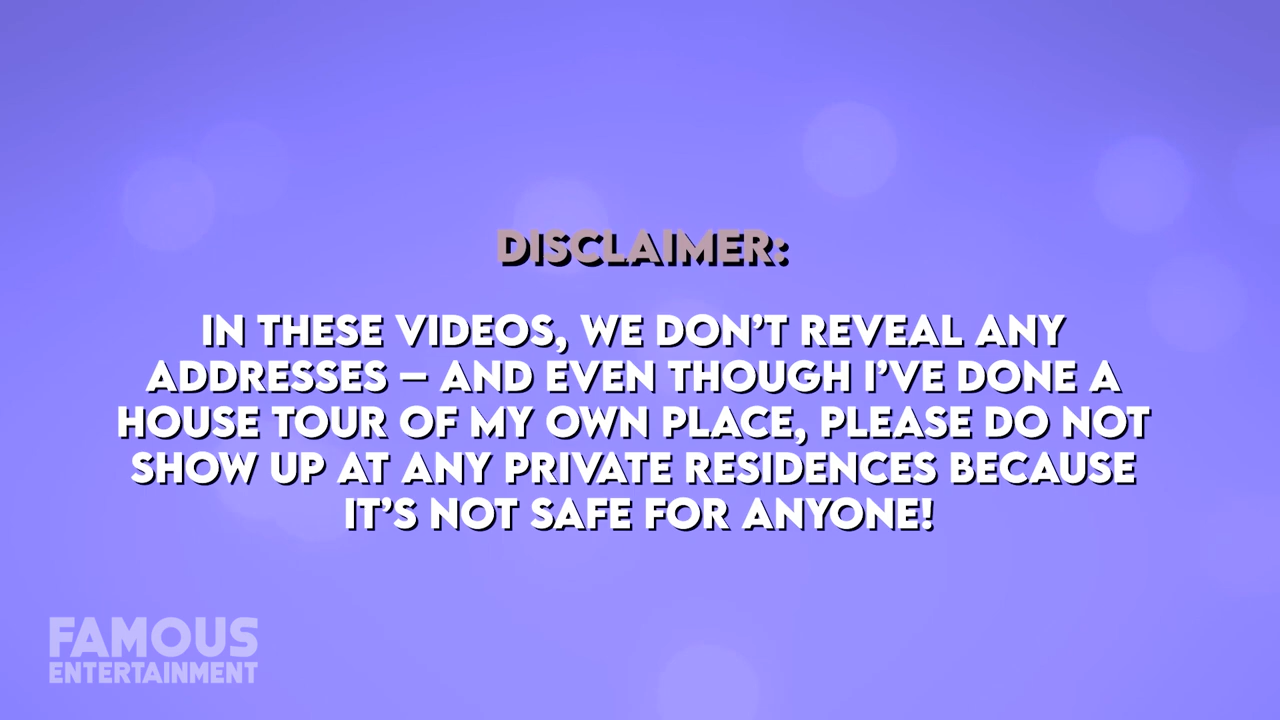 DISCLAIMER:
IN THESE VIDEOS, WE DON'T REVEAL ANY
ADDRESSES – AND EVEN THOUGH I'VE DONE A
HOUSE TOUR OF MY OWN PLACE, PLEASE DO NOT
SHOW UP AT ANY PRIVATE RESIDENCES BECAUSE
IT'S NOT SAFE FOR ANYONE!
FAMOUS
ENTERTAINMENT